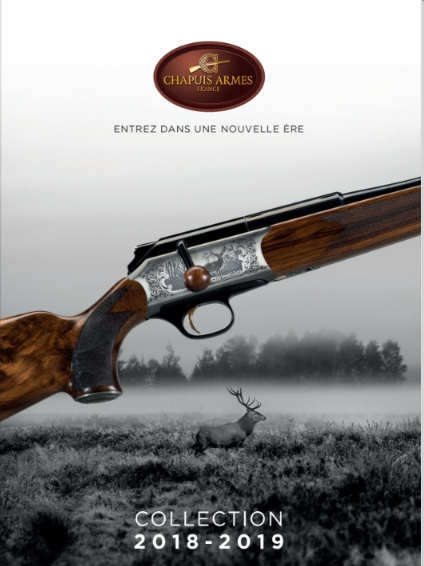 CHAPUIS ARMES
FRANCE
ENTREZ DANS UNE NOUVELLE ÈRE
COLLECTION
2018-2019